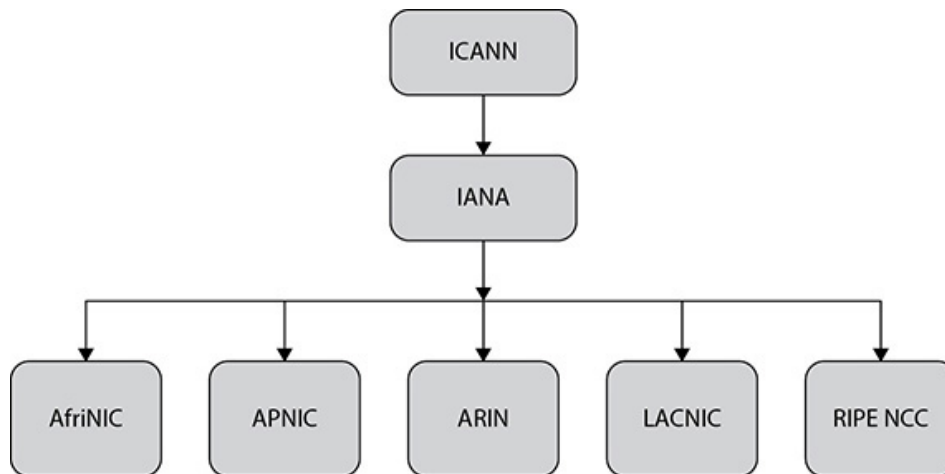 ICANN
IANA
AfriNIC
APNIC
ARIN
LACNIC
RIPE NCC